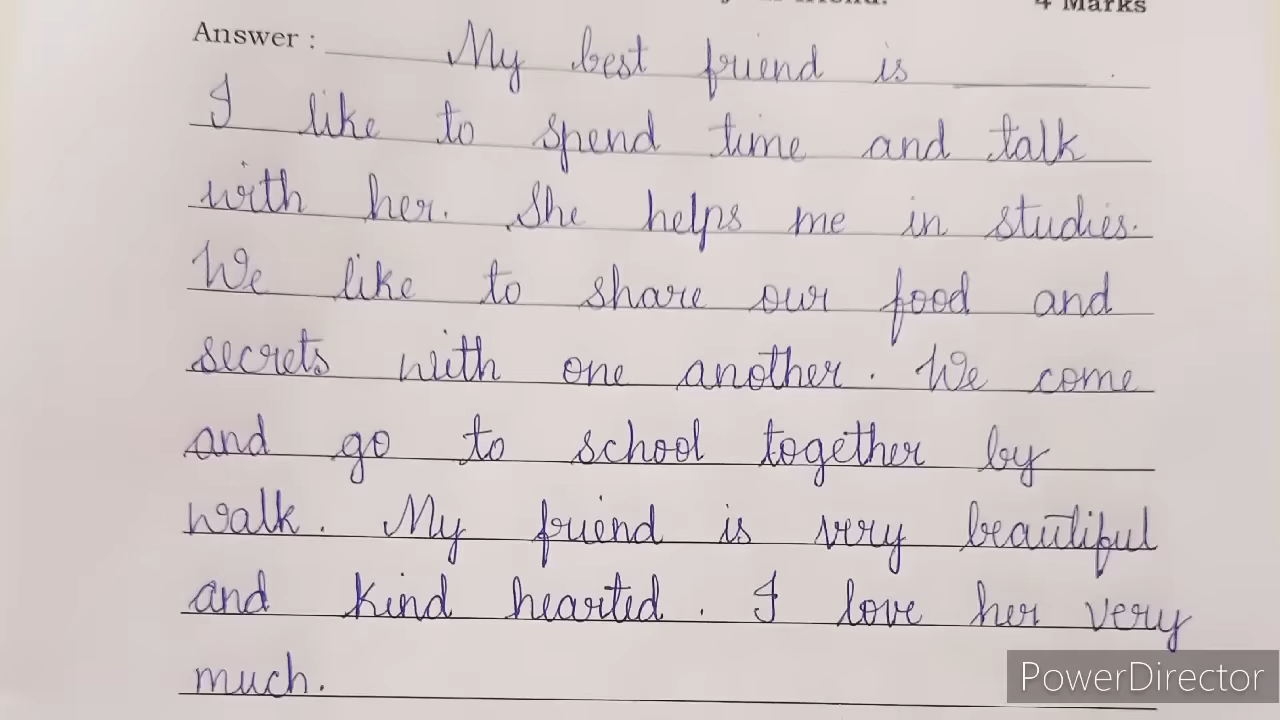 friend. 4 Marks
Answer : My best friend is ______.
I like to spend time and talk
with her. She helps me in studies.
We like to share our food and
secrets with one another. We come
and go to school together by
walk. My friend is very beautiful
and kind hearted. I love her very
much.
PowerDirector